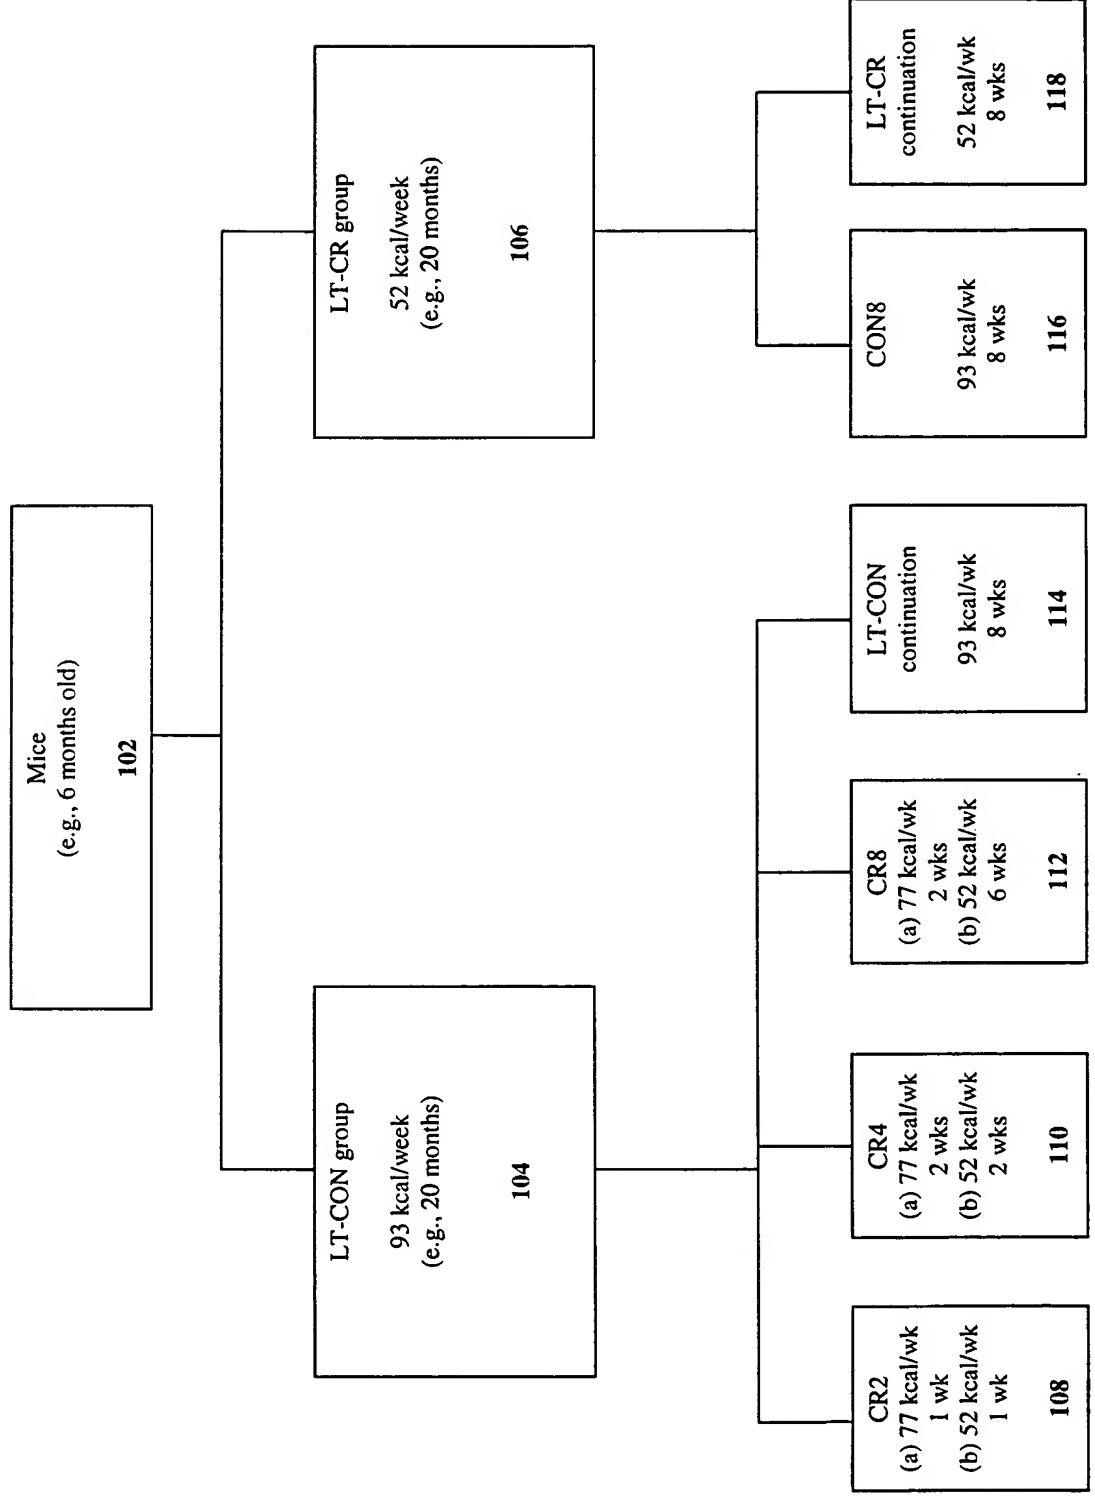 Mice
(e.g., 6 months old)
102
LT-CON group
93 kcal/week
(e.g., 20 months)
104
LT-CR group
52 kcal/week
(e.g., 20 months)
106
CR2
(a) 77 kcal/wk
1 wk
(b) 52 kcal/wk
1 wk
108
CR4
(a) 77 kcal/wk
2 wks
(b) 52 kcal/wk
2 wks
110
CR8
(a) 77 kcal/wk
2 wks
(b) 52 kcal/wk
6 wks
112
LT-CON
continuation
93 kcal/wk
8 wks
114
CON8
93 kcal/wk
8 wks
116
LT-CR
continuation
52 kcal/wk
8 wks
118